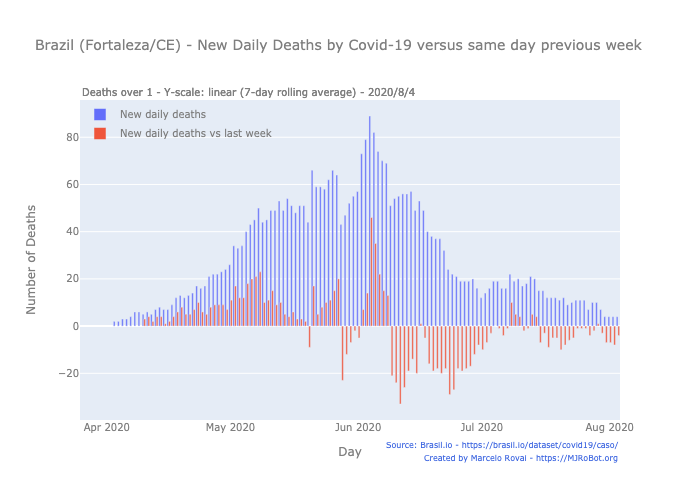 Brazil (Fortaleza/CE) - New Daily Deaths by Covid-19 versus same day previous week
Deaths over 1 - Y-scale: linear (7-day rolling average) - 2020/8/4
New daily deaths
New daily deaths vs last week
80
60
40
20
0
−20
Number of Deaths
Apr 2020
May 2020
Jun 2020
Jul 2020
Aug 2020
Day
Source: Brasil.io - https://brasil.io/dataset/covid19/caso/
Created by Marcelo Rovai - https://MJRoBot.org